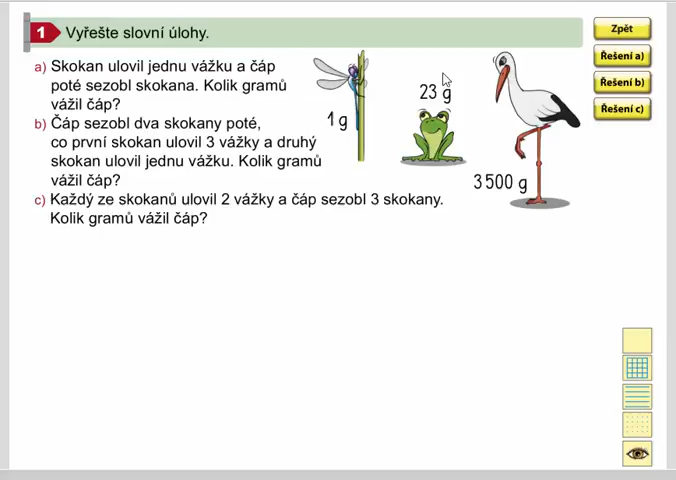 1 Vyřešte slovní úlohy.
a) Skokan ulovil jednu vážku a čáp
poté sezobl skokana. Kolik gramů
vážil čáp?
b) Čáp sezobl dva skokany poté,
co první skokan ulovil 3 vážky a druhý
skokan ulovil jednu vážku. Kolik gramů
vážil čáp?
c) Každý ze skokanů ulovil 2 vážky a čáp sezobl 3 skokany.
Kolik gramů vážil čáp?
1 g
23 g
3 500 g
Zpět
Řešení a)
Řešení b)
Řešení c)